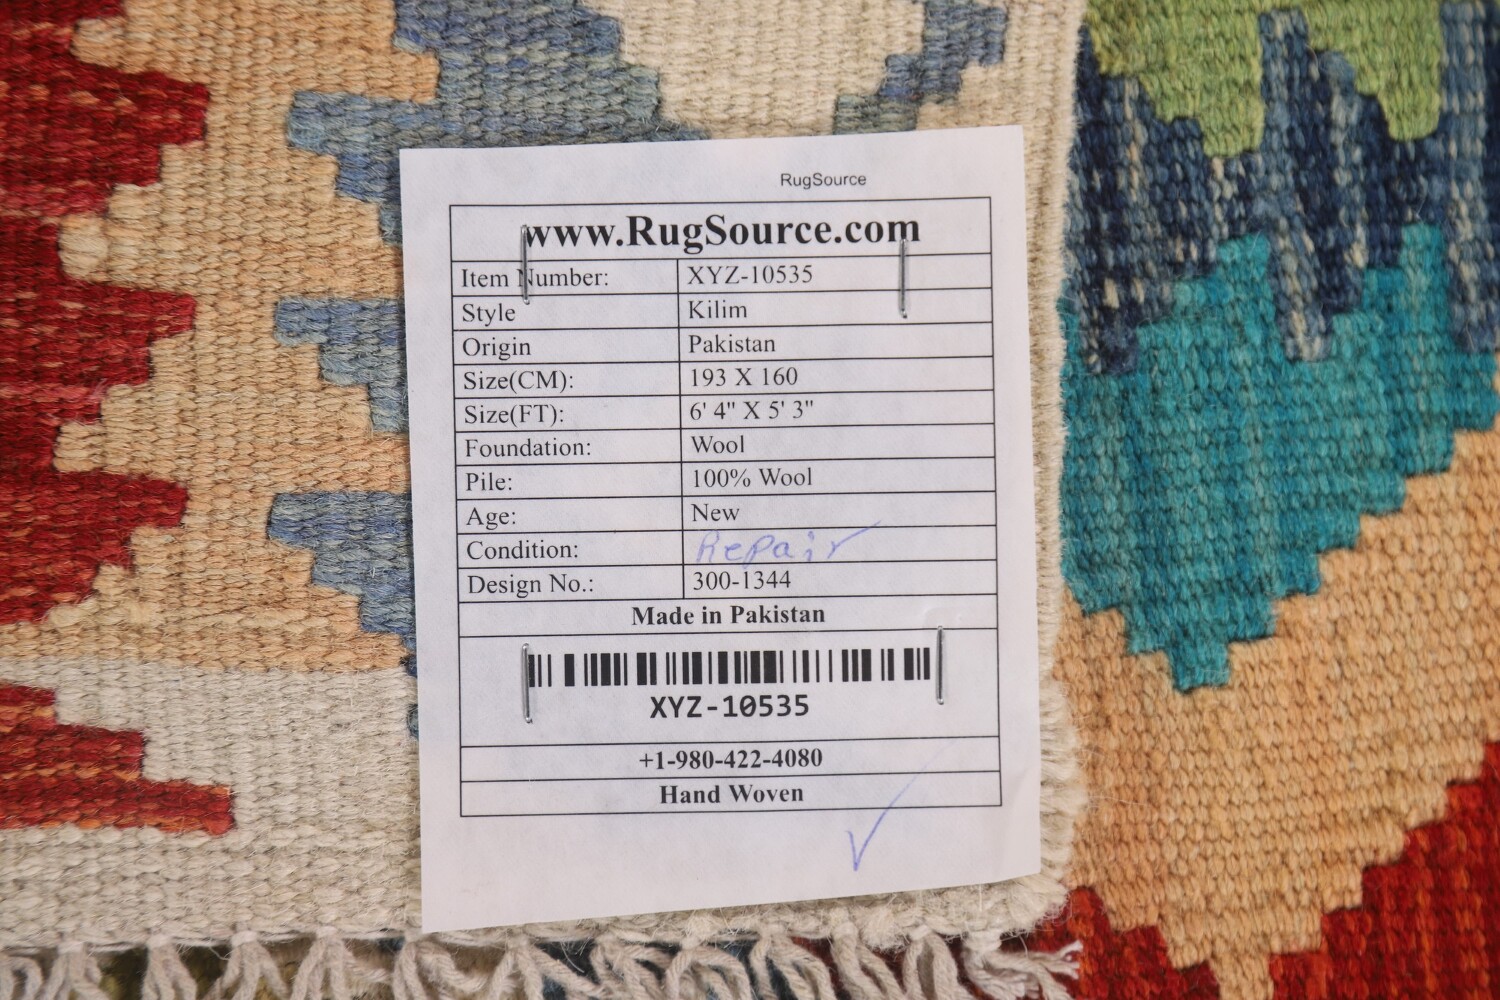 RugSource
www.RugSource.com
Item Number: XYZ-10535
Style Kilim
Origin Pakistan
Size(CM): 193 X 160
Size(FT): 6' 4" X 5' 3"
Foundation: Wool
Pile: 100% Wool
Age: New
Condition: Repair
Design No.: 300-1344
Made in Pakistan
XYZ-10535
+1-980-422-4080
Hand Woven